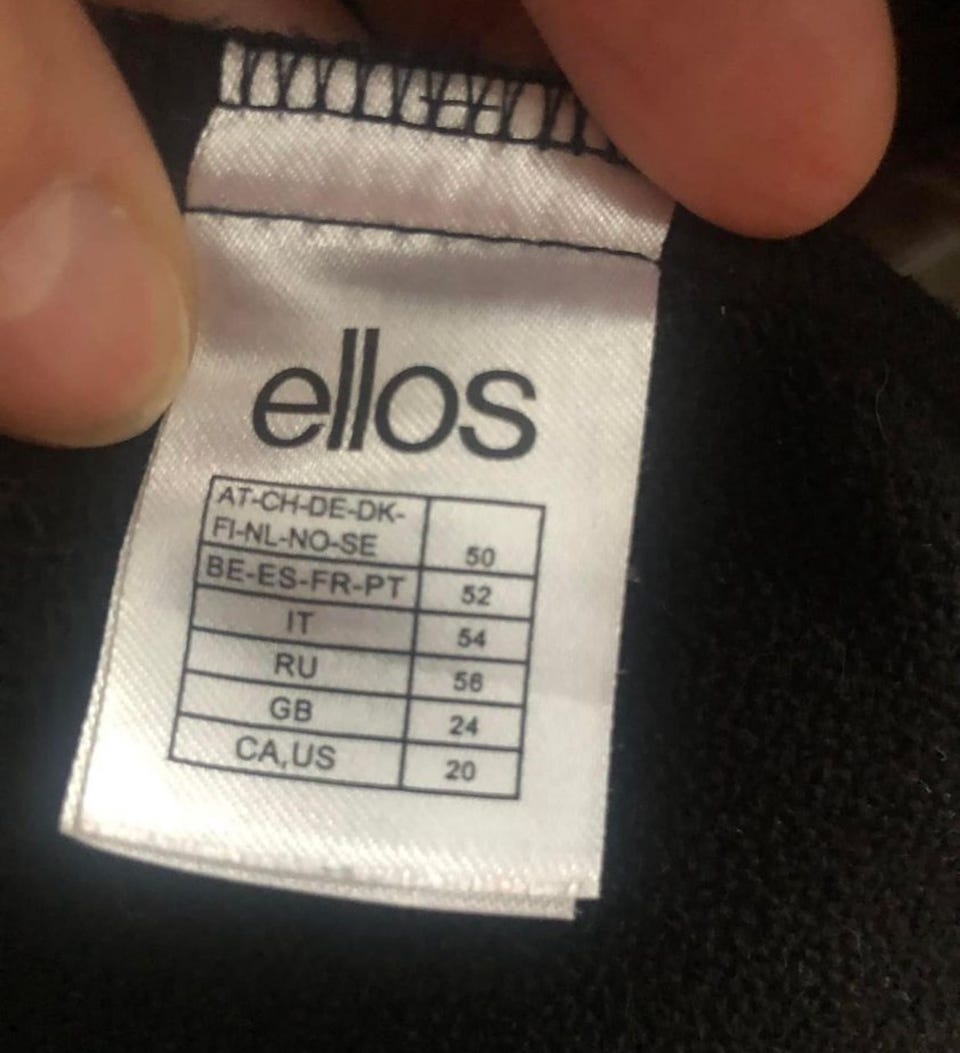 ellos
AT-CH-DE-DK-
FI-NL-NO-SE 50
BE-ES-FR-PT 52
IT 54
RU 56
GB 24
CA,US 20